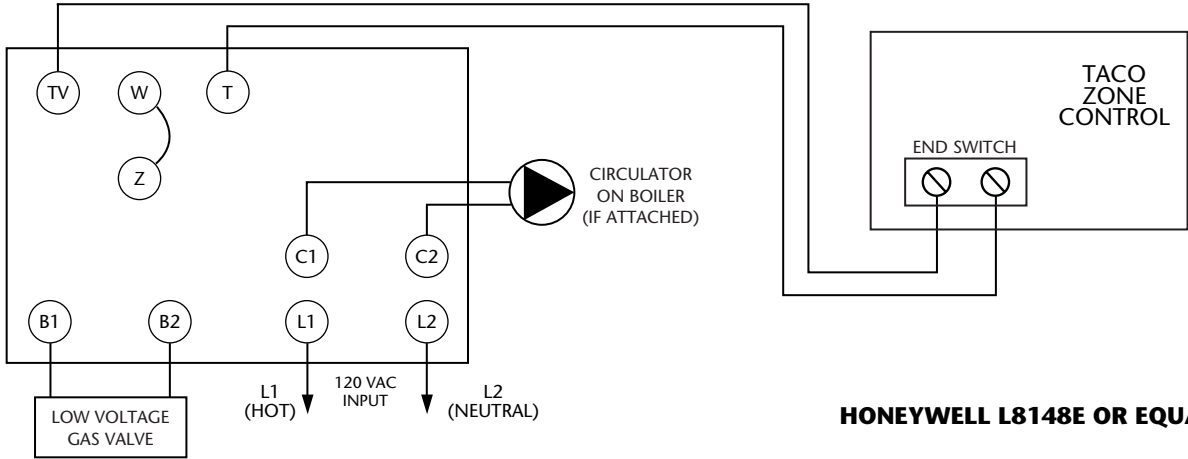 TV
W
T
Z
TACO
ZONE
CONTROL
END SWITCH
CIRCULATOR
ON BOILER
(IF ATTACHED)
C1
C2
B1
B2
L1
L2
L1
(HOT)
120 VAC
INPUT
L2
(NEUTRAL)
LOW VOLTAGE
GAS VALVE
HONEYWELL L8148E OR